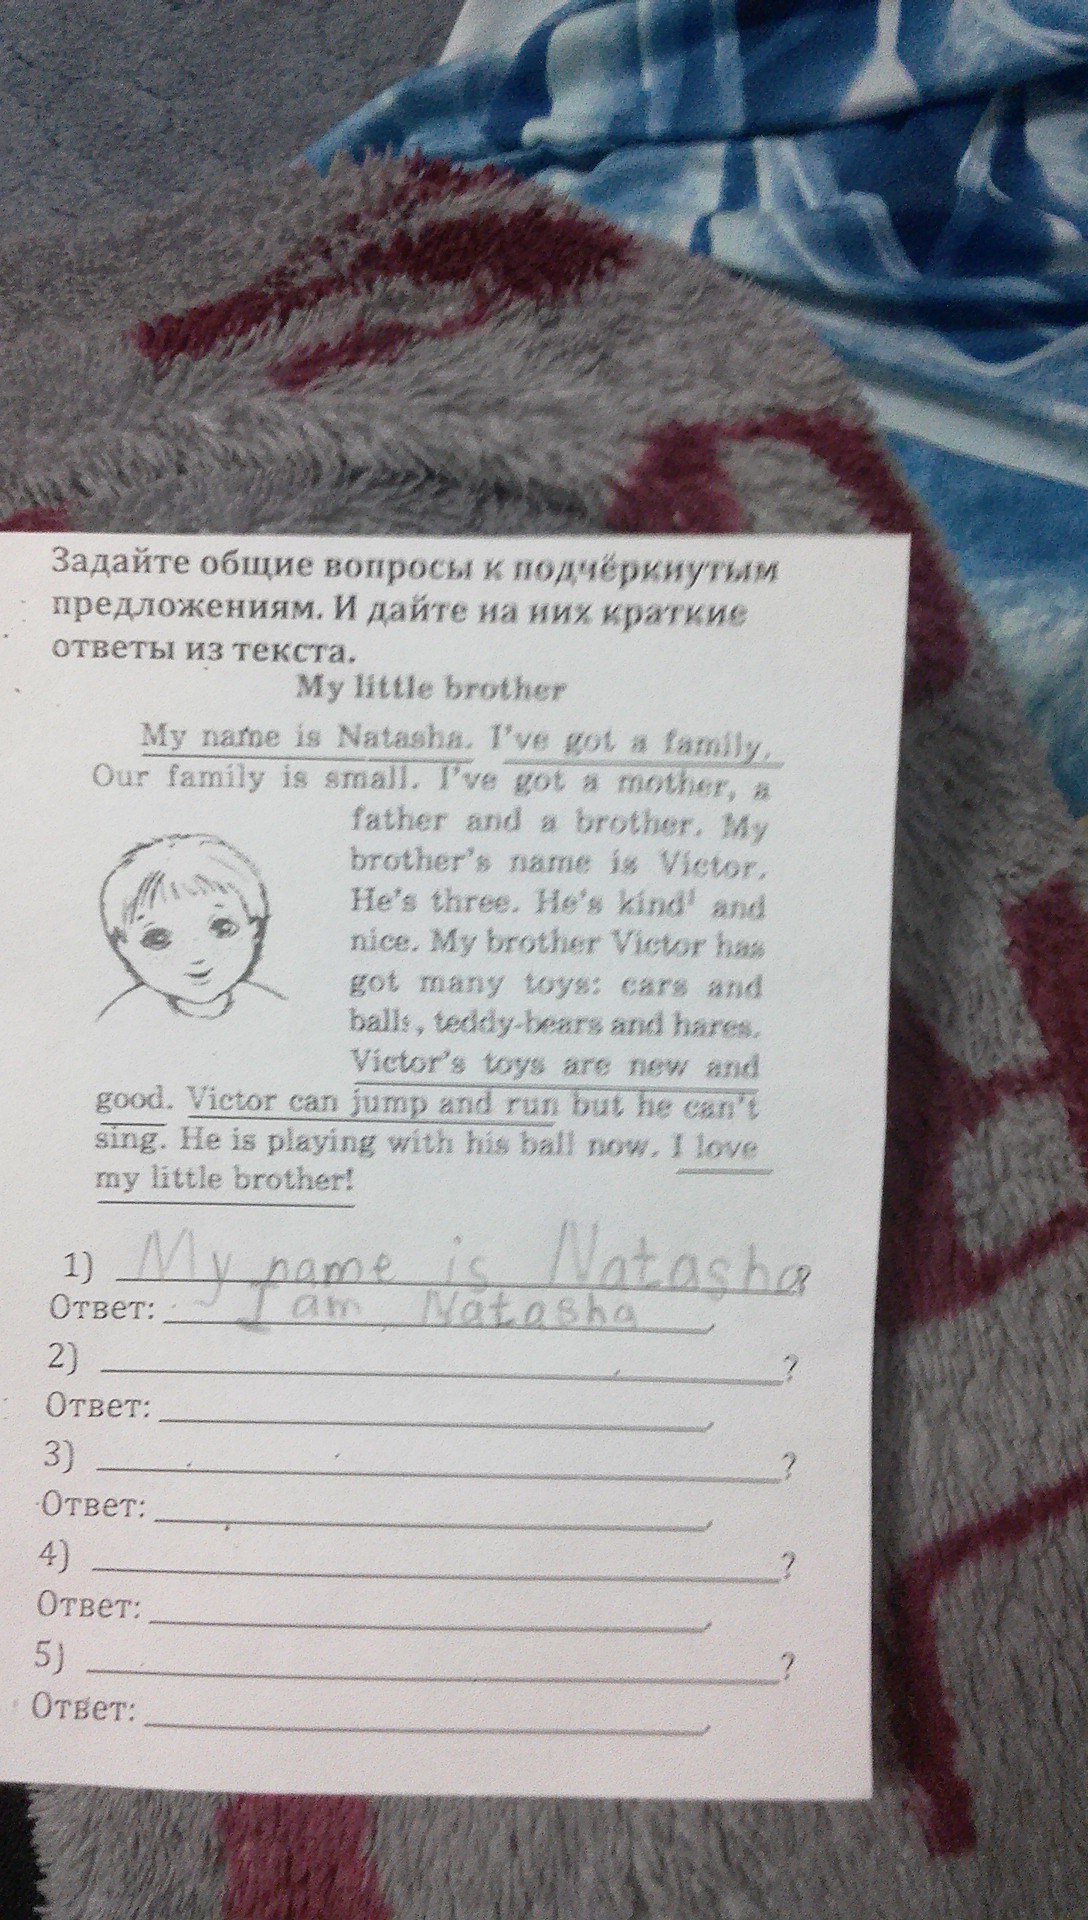 Задайте общие вопросы к подчёркнутым
предложениям. И дайте на них краткие
ответы из текста.
My little brother
My name is Natasha. I've got a family.
Our family is small. I've got a mother, a
father and a brother. My
brother's name is Victor.
He's three. He's kind¹ and
nice. My brother Victor has
got many toys: cars and
balls, teddy-bears and hares.
Victor's toys are new and
good. Victor can jump and run but he can't
sing. He is playing with his ball now. I love
my little brother!
1) My name is Natasha?
Ответ: I am Natasha.
2) ?
Ответ: .
3) ?
Ответ: .
4) ?
Ответ: .
5) ?
Ответ: .